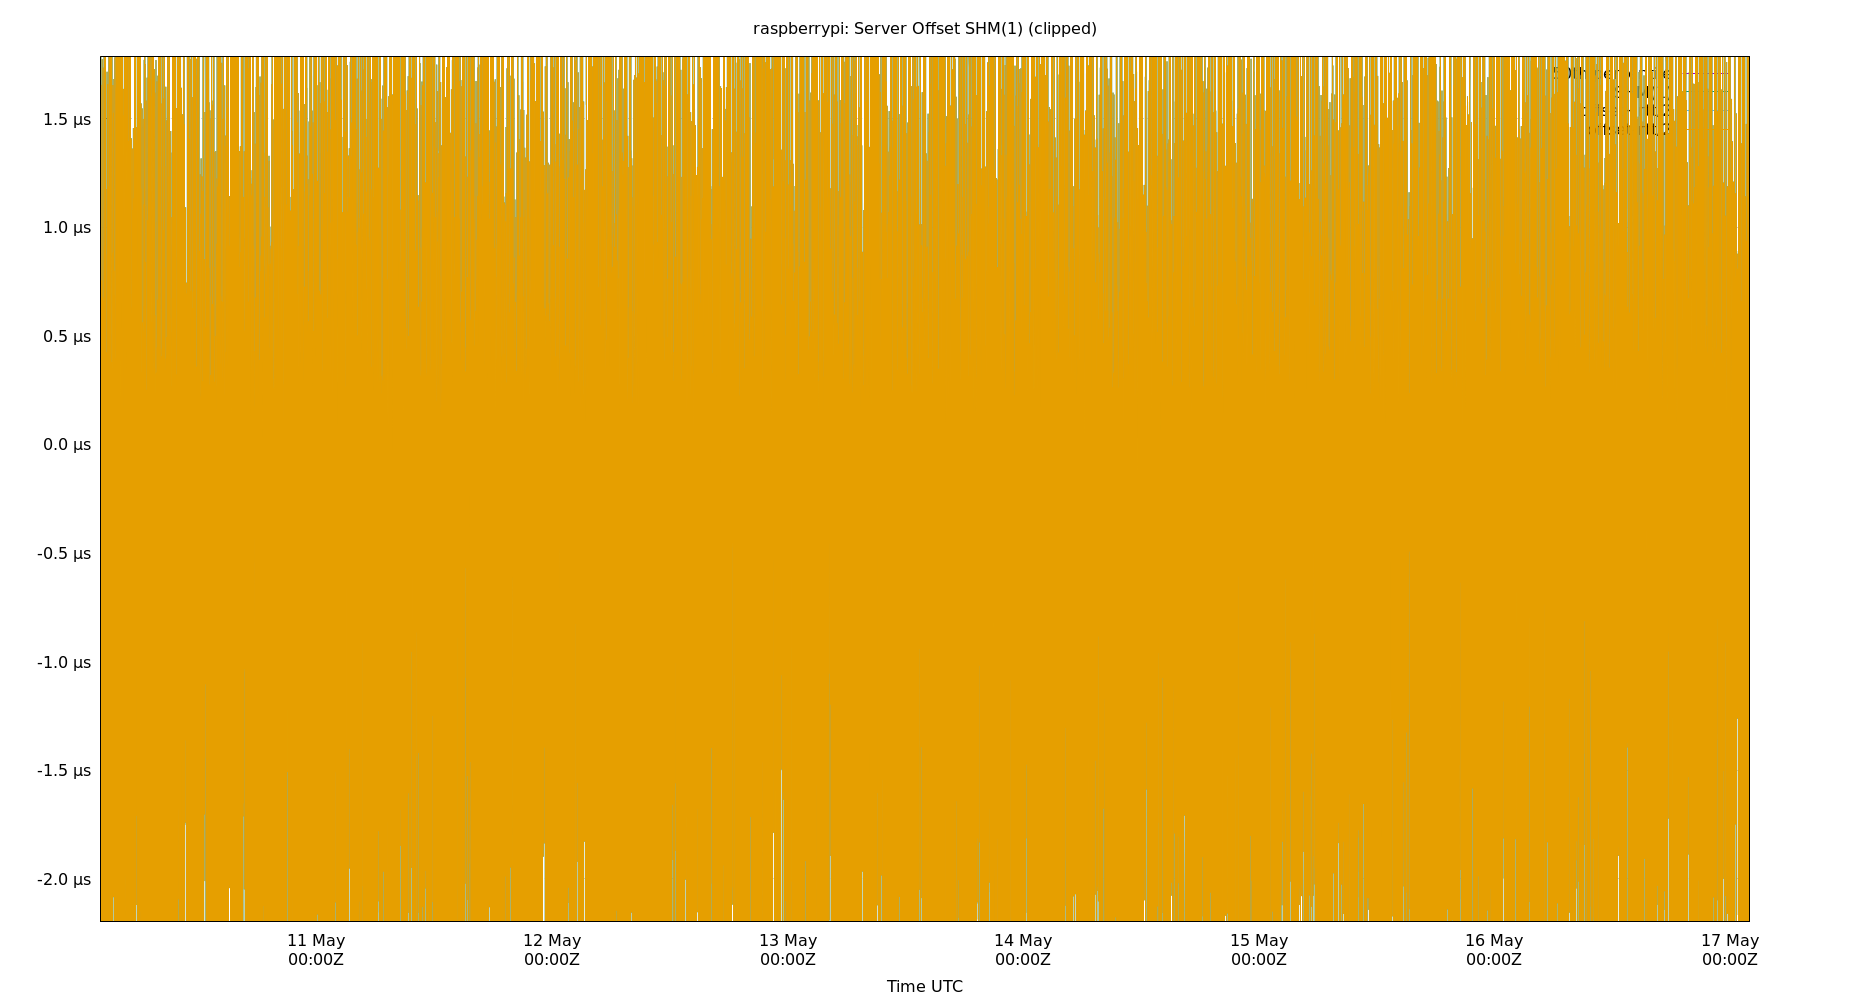 raspberrypi: Server Offset SHM(1) (clipped)
1.5 µs
1.0 µs
0.5 µs
0.0 µs
-0.5 µs
-1.0 µs
-1.5 µs
-2.0 µs
11 May 12 May 13 May 14 May 15 May 16 May 17 May
00:00Z 00:00Z 00:00Z 00:00Z 00:00Z 00:00Z 00:00Z
Time UTC